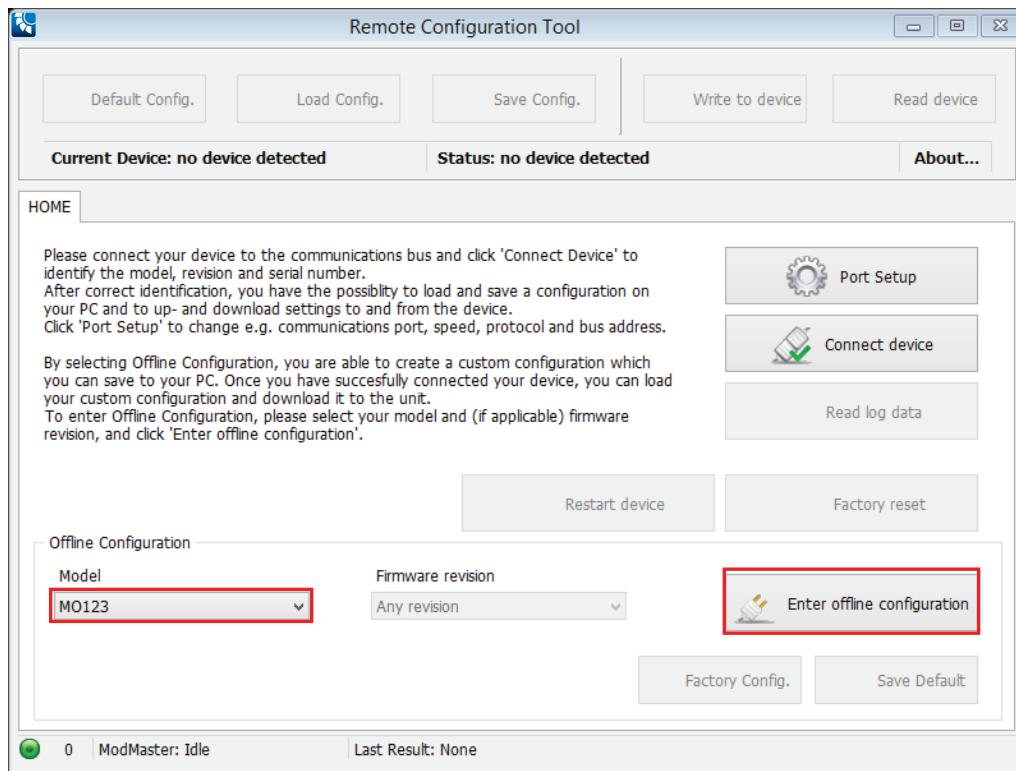 Remote Configuration Tool
Default Config.
Load Config.
Save Config.
Write to device
Read device
Current Device: no device detected
Status: no device detected
About...
HOME
Please connect your device to the communications bus and click 'Connect Device' to
identify the model, revision and serial number.
After correct identification, you have the possiblity to load and save a configuration on
your PC and to up- and download settings to and from the device.
Click 'Port Setup' to change e.g. communications port, speed, protocol and bus address.
By selecting Offline Configuration, you are able to create a custom configuration which
you can save to your PC. Once you have succesfully connected your device, you can load
your custom configuration and download it to the unit.
To enter Offline Configuration, please select your model and (if applicable) firmware
revision, and click 'Enter offline configuration'.
Port Setup
Connect device
Read log data
Restart device
Factory reset
Offline Configuration
Model
Firmware revision
MO123
Any revision
Enter offline configuration
Factory Config.
Save Default
0
ModMaster: Idle
Last Result: None